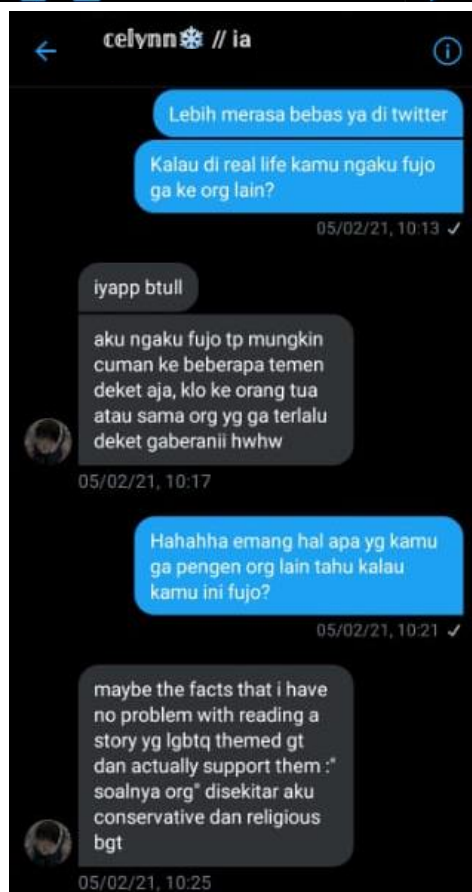 𝕔𝕖𝕝𝕪𝕟𝕟❄️ // ia
Lebih merasa bebas ya di twitter
Kalau di real life kamu ngaku fujo
ga ke org lain?
05/02/21, 10:13 ✓
iyapp btull
aku ngaku fujo tp mungkin
cuman ke beberapa temen
deket aja, klo ke orang tua
atau sama org yg ga terlalu
deket gaberanii hwhw
05/02/21, 10:17
Hahahha emang hal apa yg kamu
ga pengen org lain tahu kalau
kamu ini fujo?
05/02/21, 10:21 ✓
maybe the facts that i have
no problem with reading a
story yg lgbtq themed gt
dan actually support them :"
soalnya org" disekitar aku
conservative dan religious
bgt
05/02/21, 10:25